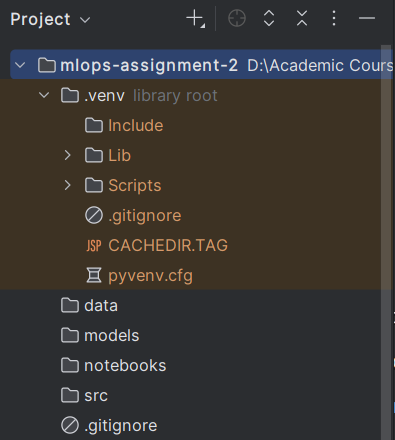 Project
mlops-assignment-2 D:\Academic Cours
.venv library root
Include
Lib
Scripts
.gitignore
JSP CACHEDIR.TAG
pyvenv.cfg
data
models
notebooks
src
.gitignore